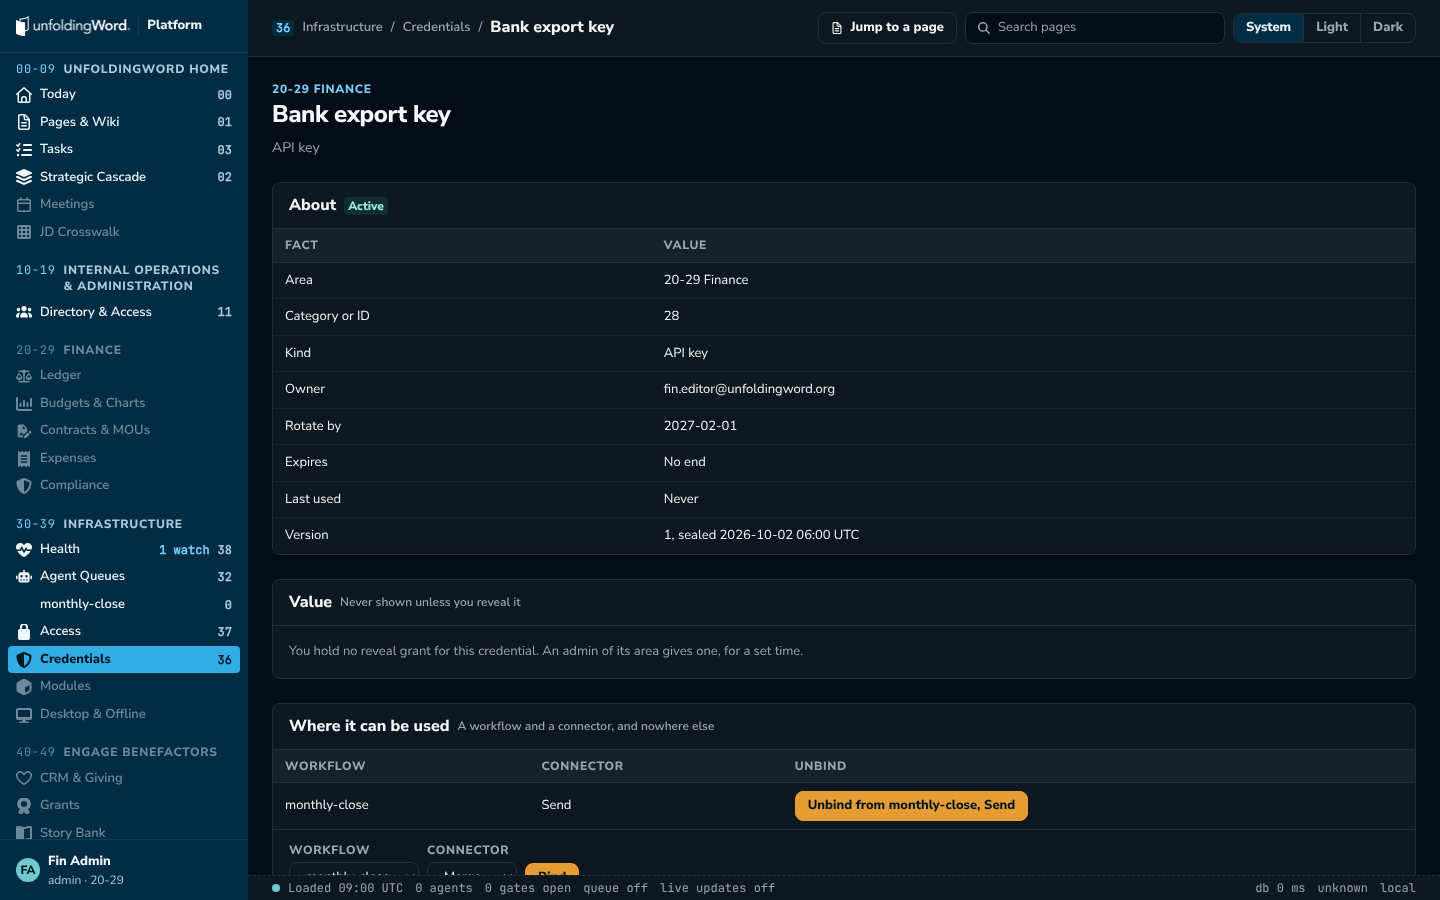 unfoldingWord. Platform
00-09 UNFOLDINGWORD HOME
Today 00
Pages & Wiki 01
Tasks 03
Strategic Cascade 02
Meetings
JD Crosswalk
10-19 INTERNAL OPERATIONS
& ADMINISTRATION
Directory & Access 11
20-29 FINANCE
Ledger
Budgets & Charts
Contracts & MOUs
Expenses
Compliance
30-39 INFRASTRUCTURE
Health 1 watch 38
Agent Queues 32
monthly-close 0
Access 37
Credentials 36
Modules
Desktop & Offline
40-49 ENGAGE BENEFACTORS
CRM & Giving
Grants
Story Bank
FA Fin Admin
admin · 20-29
36 Infrastructure / Credentials / Bank export key
Jump to a page
Search pages
System Light Dark
20-29 FINANCE
Bank export key
API key
About Active
FACT VALUE
Area 20-29 Finance
Category or ID 28
Kind API key
Owner fin.editor@unfoldingword.org
Rotate by 2027-02-01
Expires No end
Last used Never
Version 1, sealed 2026-10-02 06:00 UTC
Value Never shown unless you reveal it
You hold no reveal grant for this credential. An admin of its area gives one, for a set time.
Where it can be used A workflow and a connector, and nowhere else
WORKFLOW CONNECTOR UNBIND
monthly-close Send Unbind from monthly-close, Send
WORKFLOW CONNECTOR
monthly-close Merge Bind
Loaded 09:00 UTC 0 agents 0 gates open queue off live updates off
db 0 ms unknown local